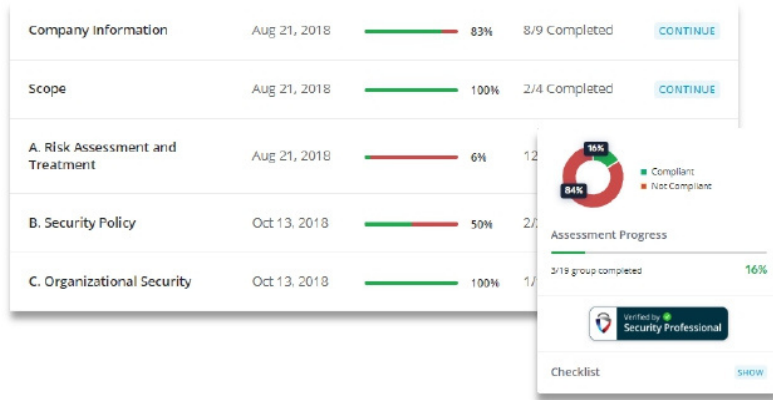 Company Information Aug 21, 2018 83% 8/9 Completed CONTINUE
Scope Aug 21, 2018 100% 2/4 Completed CONTINUE
A. Risk Assessment and
Treatment Aug 21, 2018 6% 12
B. Security Policy Oct 13, 2018 50% 2/
C. Organizational Security Oct 13, 2018 100% 1/
16%
84%
Compliant
Not Compliant
Assessment Progress
3/19 group completed 16%
Verified by
Security Professional
Checklist SHOW